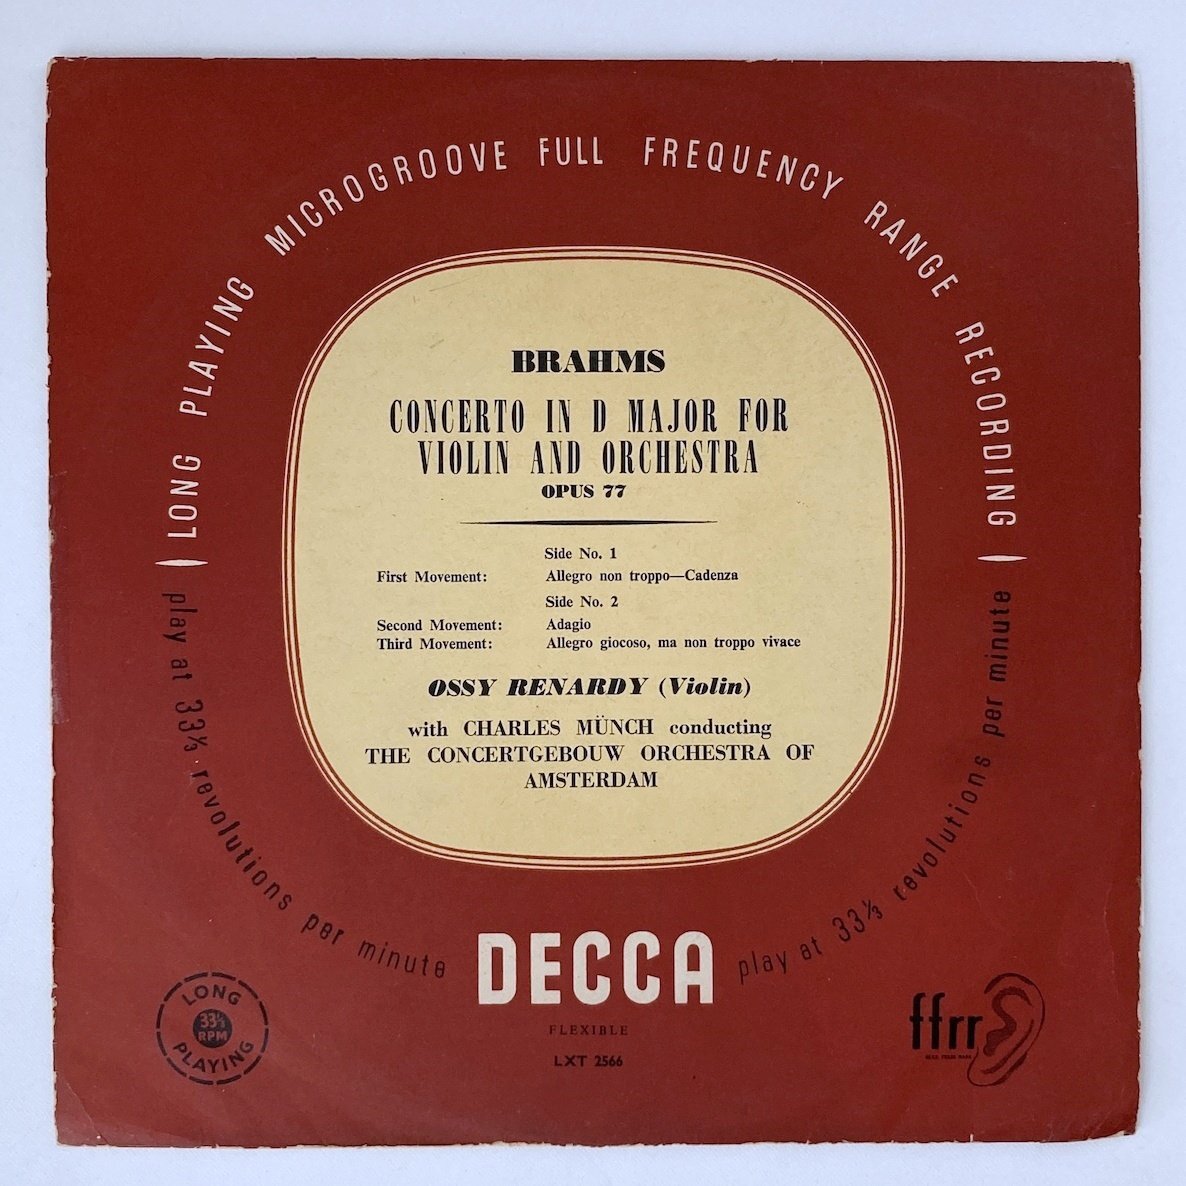 LONG PLAYING MICROGROOVE FULL FREQUENCY RANGE RECORDING
BRAHMS
CONCERTO IN D MAJOR FOR
VIOLIN AND ORCHESTRA
OPUS 77
Side No. 1
First Movement: Allegro non troppo—Cadenza
Side No. 2
Second Movement: Adagio
Third Movement: Allegro giocoso, ma non troppo vivace
OSSY RENARDY (Violin)
with CHARLES MÜNCH conducting
THE CONCERTGEBOUW ORCHESTRA OF
AMSTERDAM
play at 33⅓ revolutions per minute
DECCA
play at 33⅓ revolutions per minute
FLEXIBLE
LXT 2566
LONG
33⅓
RPM
PLAYING
ffrr